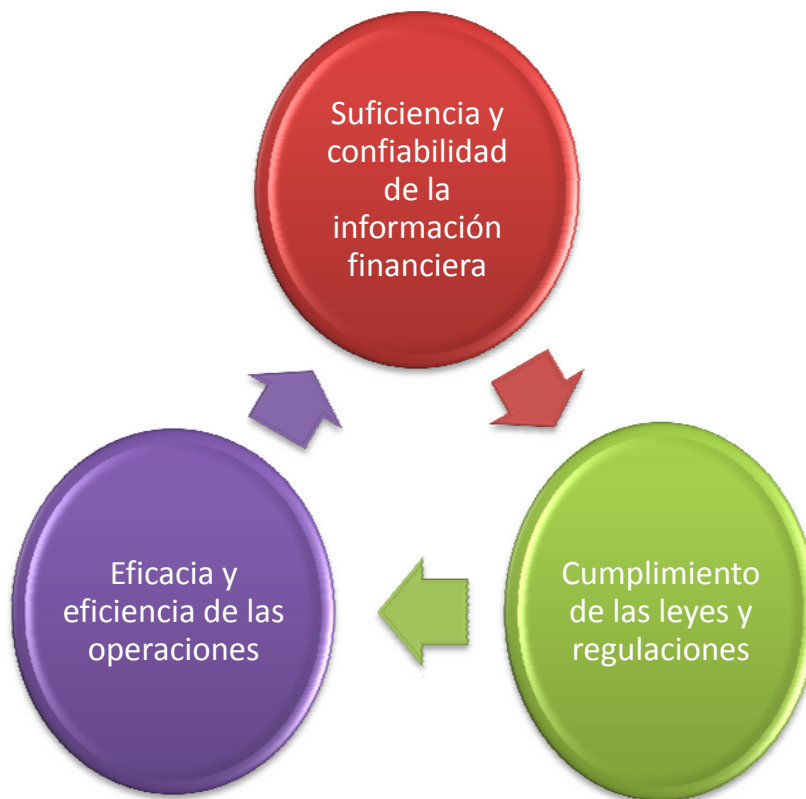 Suficiencia y
confiabilidad
de la
información
financiera
Cumplimiento
de las leyes y
regulaciones
Eficacia y
eficiencia de las
operaciones